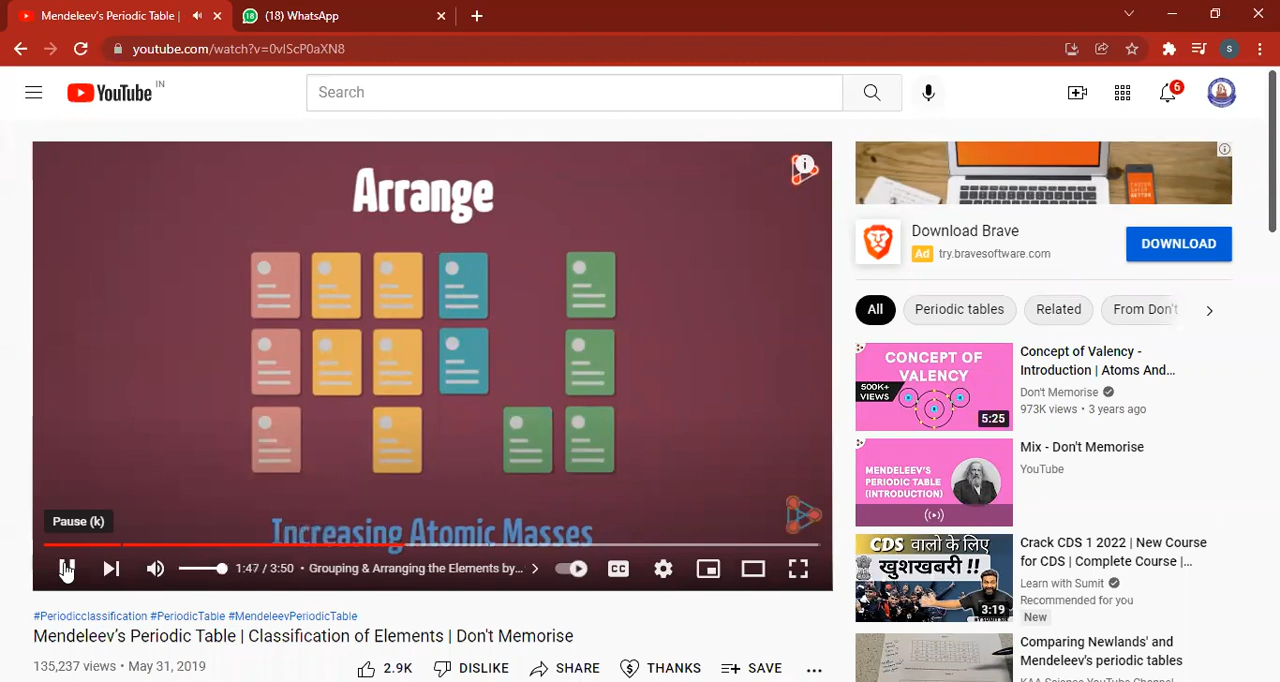 Mendeleev's Periodic Table |
(18) WhatsApp
youtube.com/watch?v=0vlScP0aXN8
S
YouTube IN
Search
6
Arrange
Increasing Atomic Masses
Pause (k)
1:47 / 3:50 • Grouping & Arranging the Elements by...
CC
#Periodicclassification #PeriodicTable #MendeleevPeriodicTable
Mendeleev's Periodic Table | Classification of Elements | Don't Memorise
135,237 views • May 31, 2019
2.9K
DISLIKE
SHARE
THANKS
SAVE
Download Brave
Ad try.bravesoftware.com
DOWNLOAD
All
Periodic tables
Related
From Don't
CONCEPT OF
VALENCY
500K+
VIEWS
5:25
Concept of Valency -
Introduction | Atoms And...
Don't Memorise
973K views • 3 years ago
MENDELEEV'S
PERIODIC TABLE
(INTRODUCTION)
Mix - Don't Memorise
YouTube
CDS वालो के लिए
खुशखबरी !!
3:19
Crack CDS 1 2022 | New Course
for CDS | Complete Course |...
Learn with Sumit
Recommended for you
New
Comparing Newlands' and
Mendeleev's periodic tables